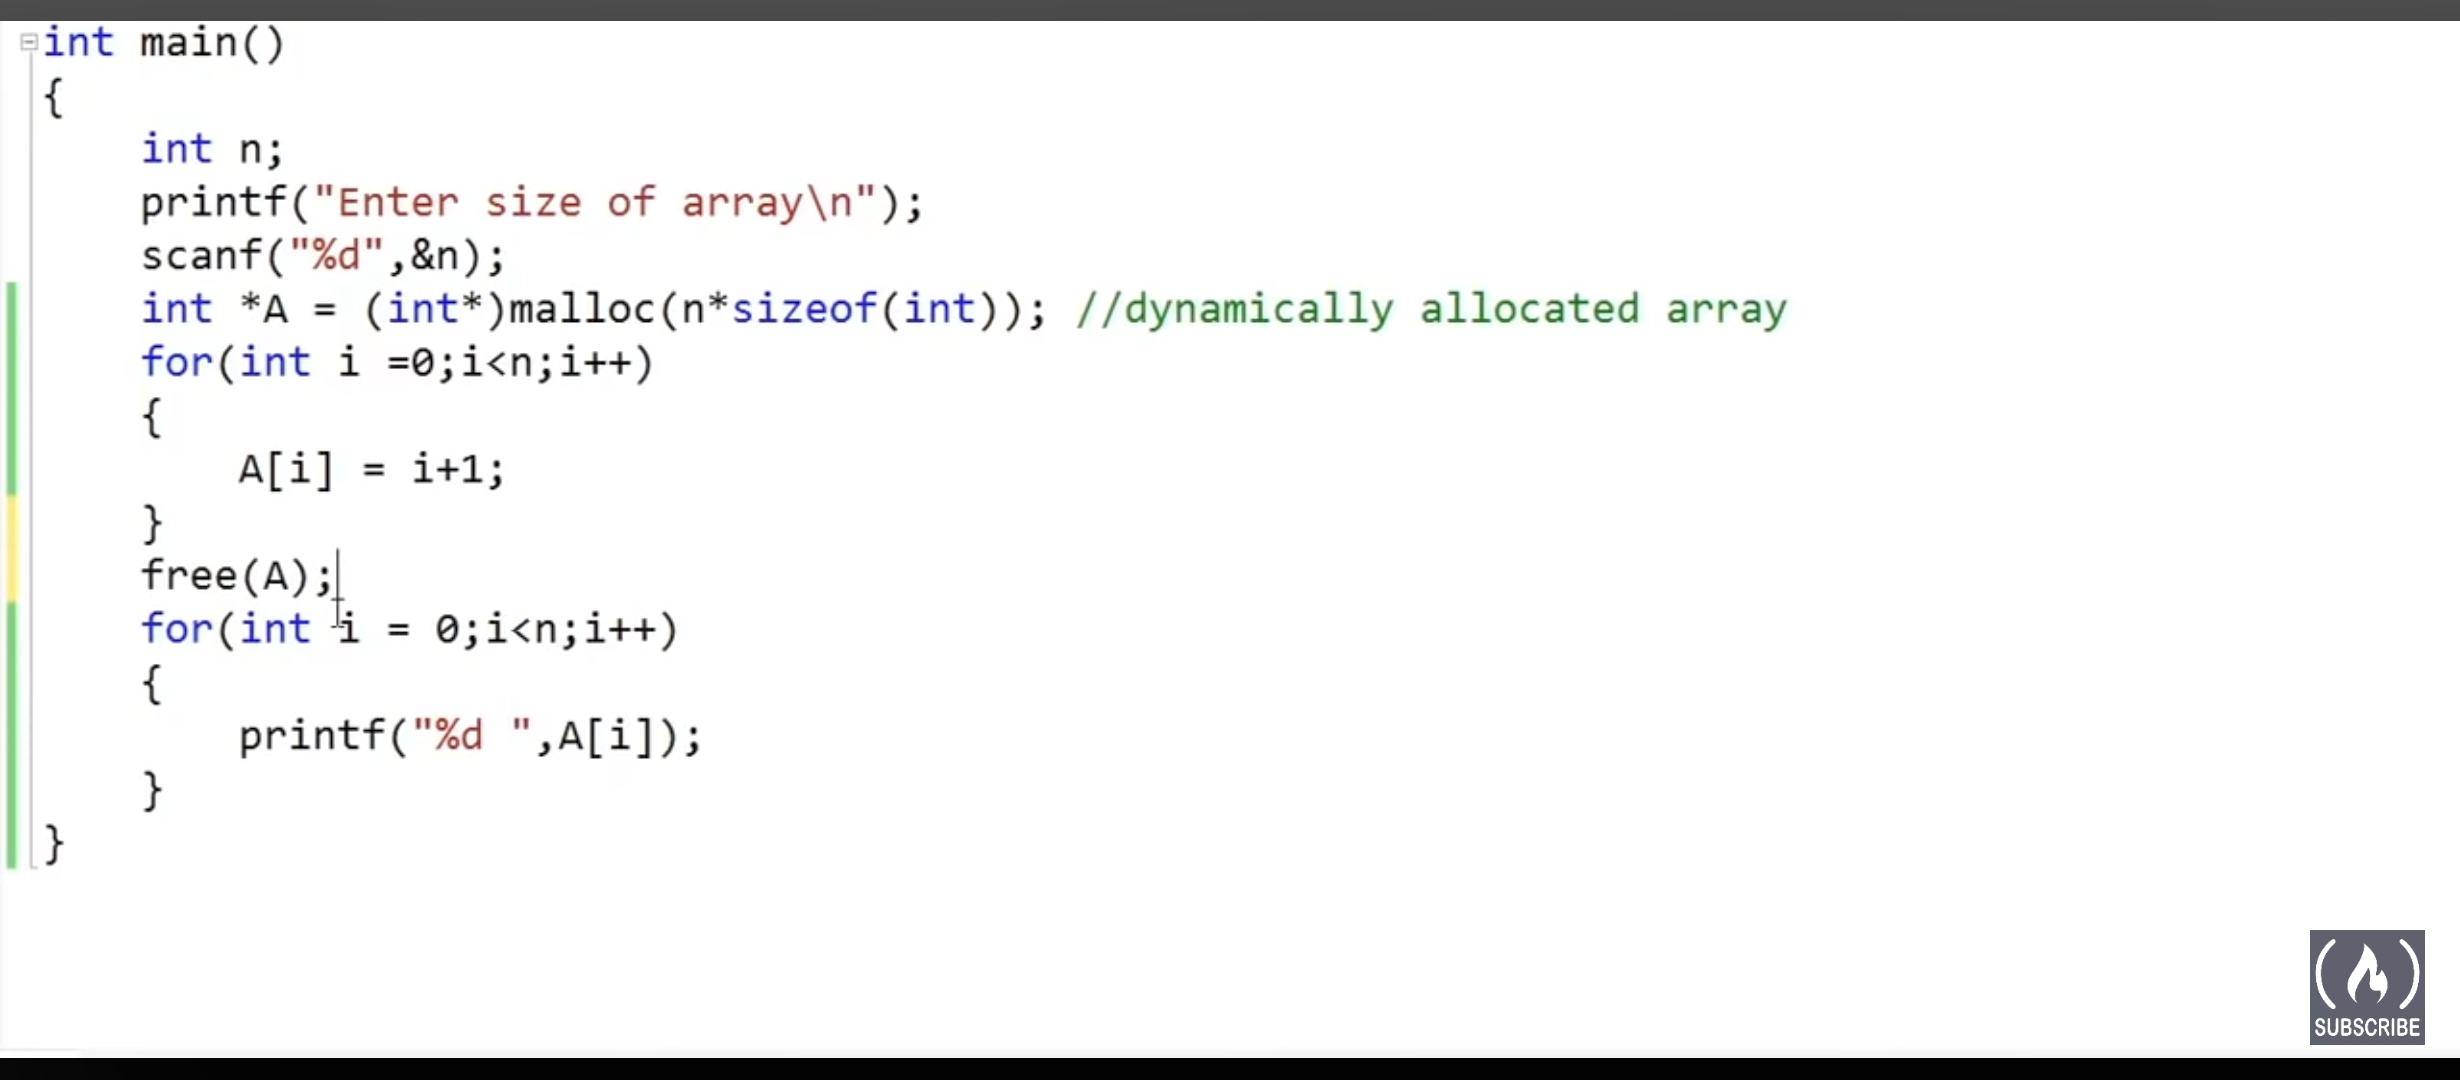 int main()
{
    int n;
    printf("Enter size of array\n");
    scanf("%d",&n);
    int *A = (int*)malloc(n*sizeof(int)); //dynamically allocated array
    for(int i =0;i<n;i++)
    {
        A[i] = i+1;
    }
    free(A);
    for(int i = 0;i<n;i++)
    {
        printf("%d ",A[i]);
    }
}
SUBSCRIBE